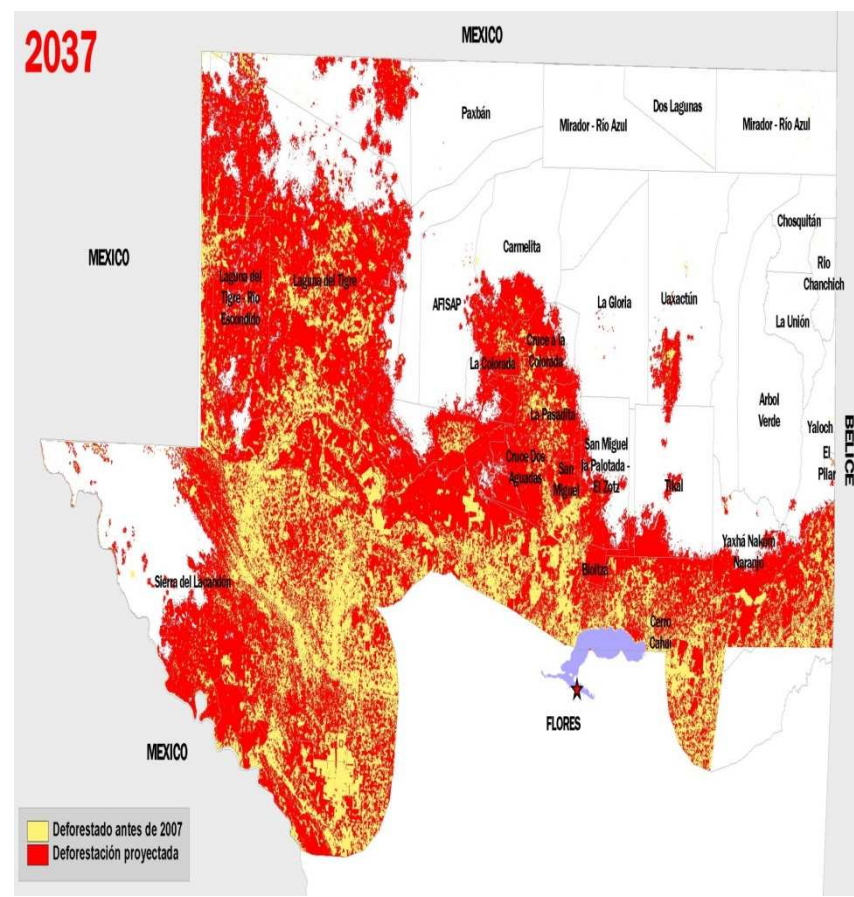 2037
MEXICO
Paxbán
Mirador - Río Azul
Dos Lagunas
Mirador - Río Azul
MEXICO
Laguna del
Tigre - Río
Escondido
Laguna del Tigre
Carmelita
AFISAP
La Gloria
Uaxactún
Chosquitán
Río
Chanchich
La Unión
La Colorada
Cruce a la
Colorada
La Pasadita
Arbol
Verde
Cruce Dos
Aguadas
San
Miguel
San Miguel
la Palotada -
El Zotz
Tikal
Yaloch
El
Pilar
BELICE
Yaxhá Nakúm
Naranjo
Sierra del Lacandón
Bioitza
Cerro
Cahuí
FLORES
MEXICO
Deforestado antes de 2007
Deforestación proyectada